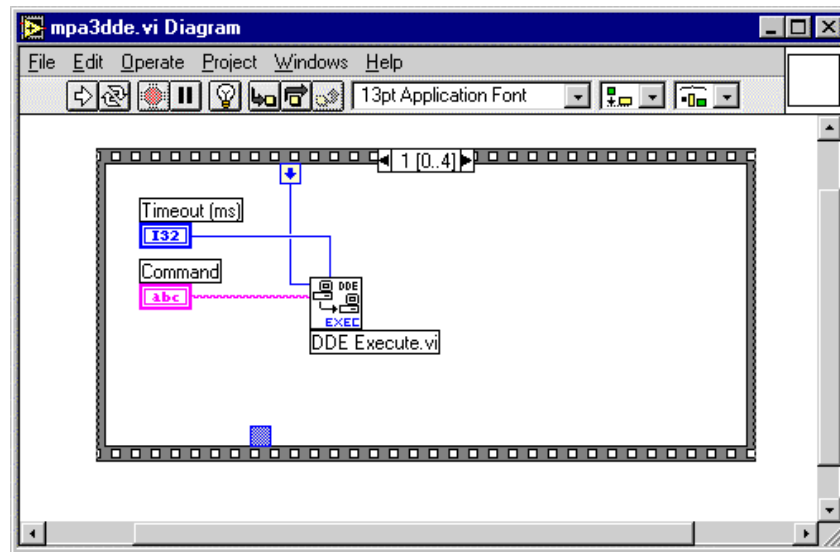 mpa3dde.vi Diagram
File Edit Operate Project Windows Help
13pt Application Font
1 [0..4]
Timeout (ms)
I32
Command
abc
DDE
EXEC
DDE Execute.vi